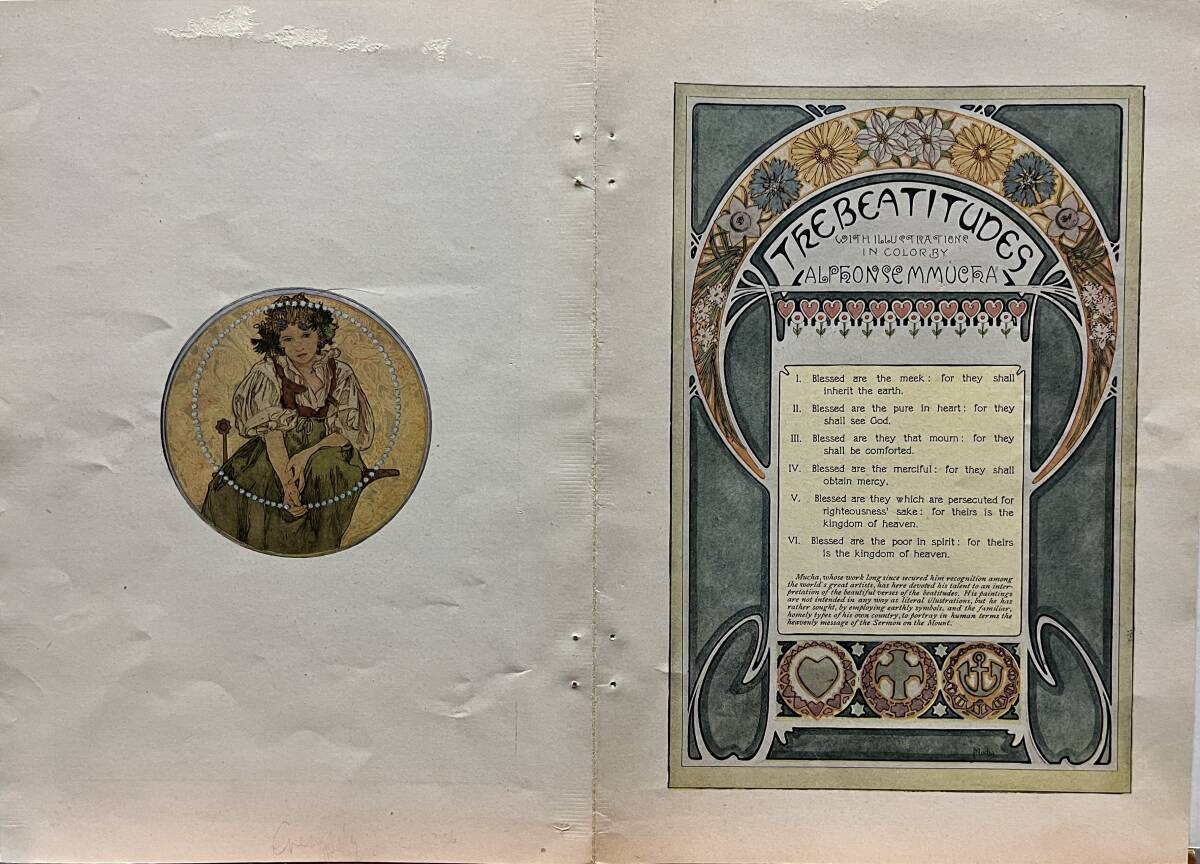 THE BEATITUDES
WITH ILLUSTRATIONS
IN COLOR BY
ALPHONSE M. MUCHA
I. Blessed are the meek: for they shall
inherit the earth.
II. Blessed are the pure in heart: for they
shall see God.
III. Blessed are they that mourn: for they
shall be comforted.
IV. Blessed are the merciful: for they shall
obtain mercy.
V. Blessed are they which are persecuted for
righteousness' sake: for theirs is the
kingdom of heaven.
VI. Blessed are the poor in spirit: for theirs
is the kingdom of heaven.
Mucha, whose work long since secured him recognition among
the world's great artists, has here devoted his talent to an inter-
pretation of the beautiful verses of the beatitudes. His paintings
are not intended in any way as literal illustrations, but he has
rather sought, by employing earthly symbols, and the familiar,
homely types of his own country, to portray in human terms the
heavenly message of the Sermon on the Mount.
Mucha